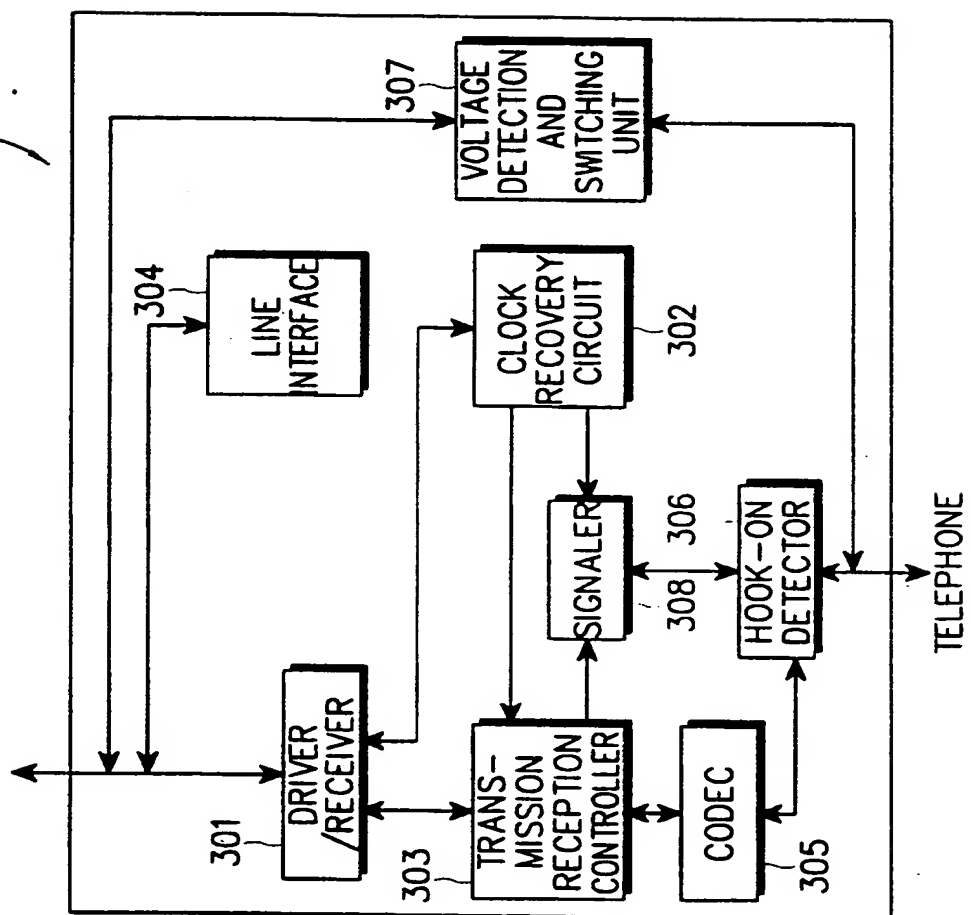 307
VOLTAGE
DETECTION
AND
SWITCHING
UNIT
304
LINE
INTERFACE
CLOCK
RECOVERY
CIRCUIT
302
301
DRIVER
/RECEIVER
303
TRANS-
MISSION
RECEPTION
CONTROLLER
SIGNALER
308
306
HOOK-ON
DETECTOR
CODEC
305
TELEPHONE